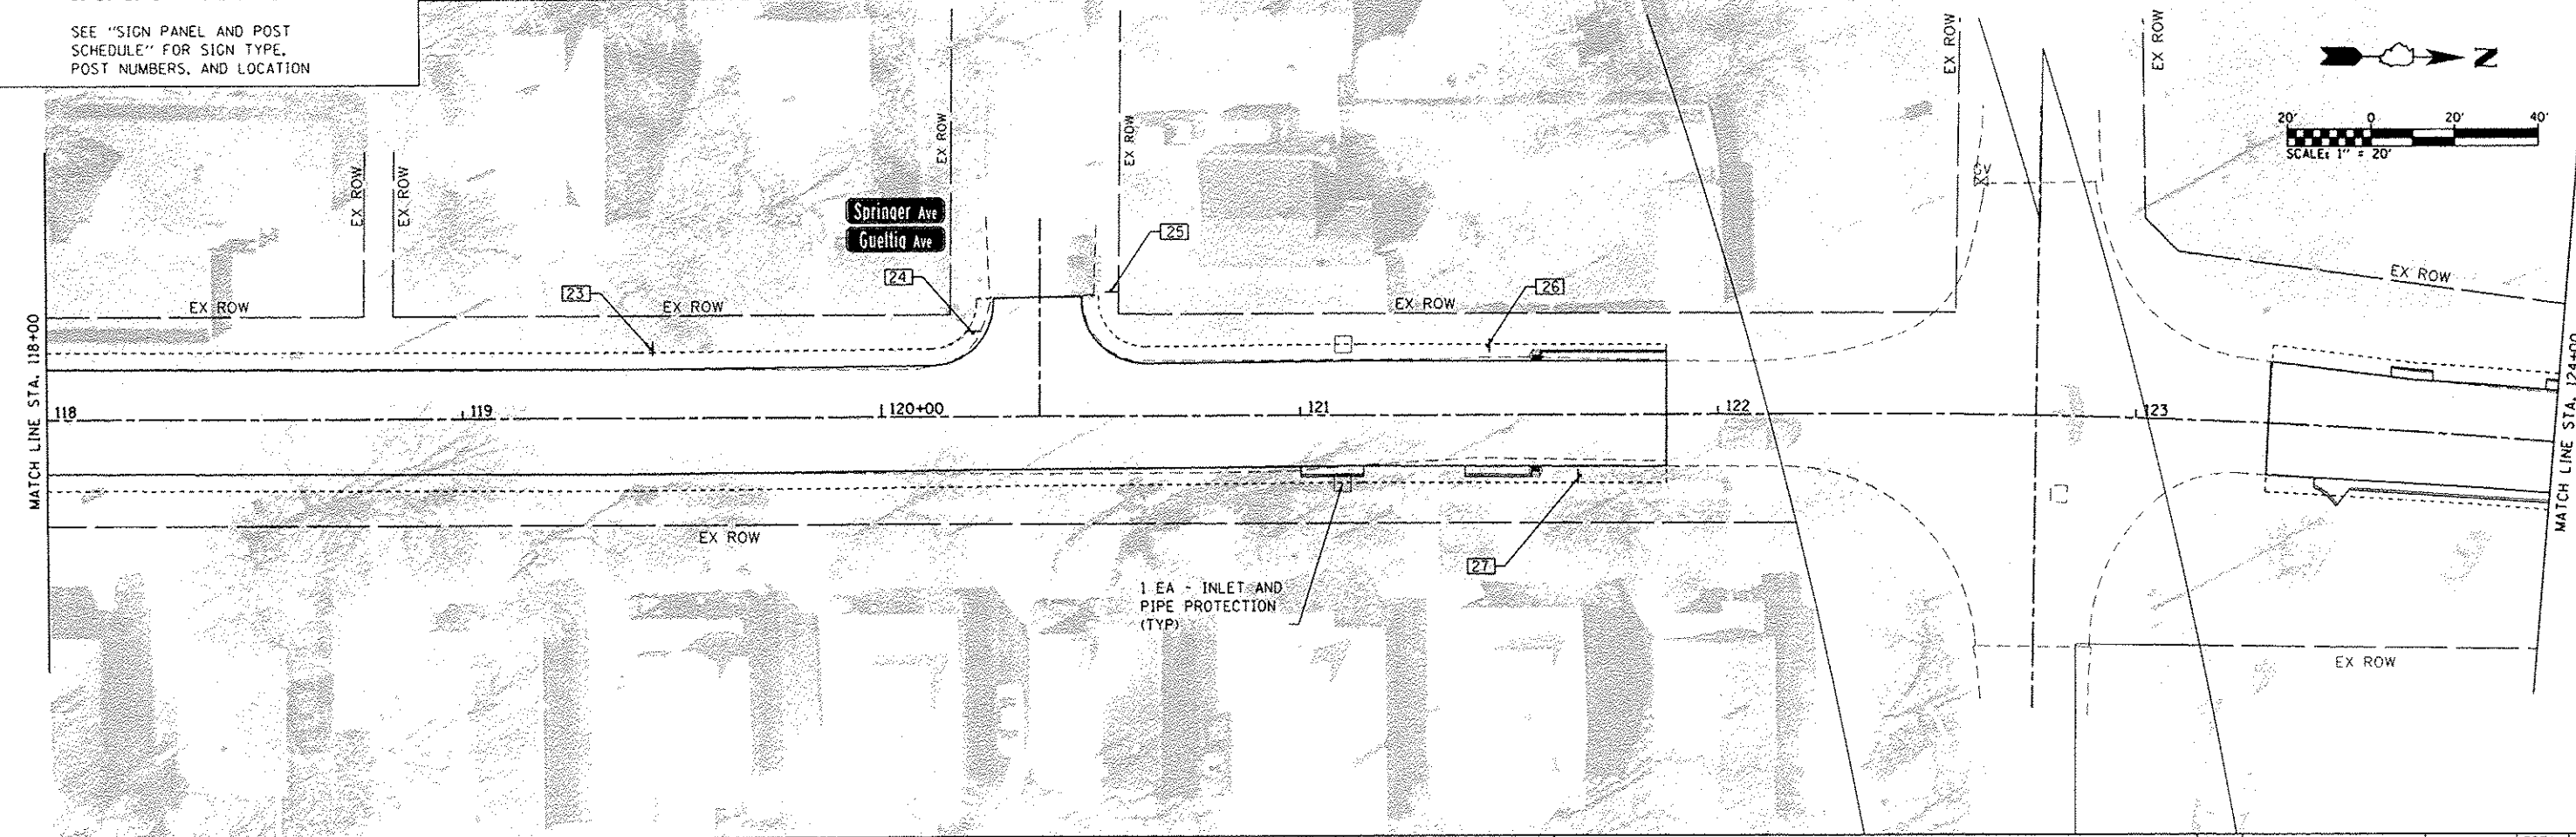 SEE "SIGN PANEL AND POST
SCHEDULE" FOR SIGN TYPE,
POST NUMBERS, AND LOCATION
EX ROW
EX ROW
EX ROW
EX ROW
EX ROW
EX ROW
N
20' 0 20' 40'
SCALE: 1" = 20'
Springer Ave
Gueltig Ave
25
24
23
26
EX ROW
EX ROW
EX ROW
EX ROW
MATCH LINE STA. 118+00
118
119
120+00
121
122
123
MATCH LINE STA. 124+00
EX ROW
27
1 EA - INLET AND
PIPE PROTECTION
(TYP)
EX ROW